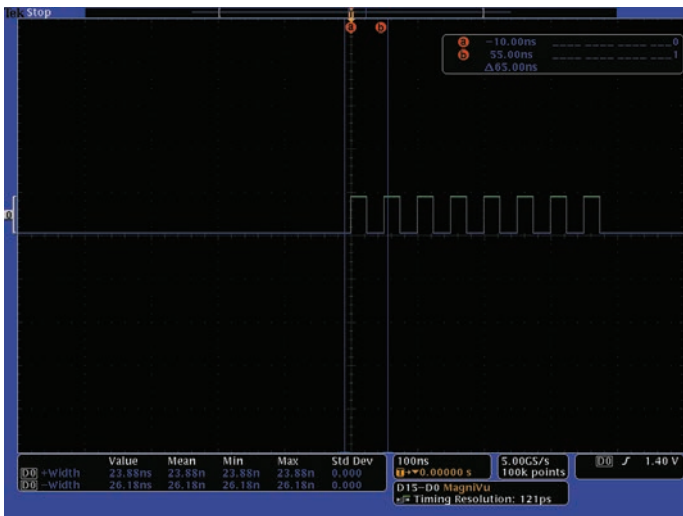 Tek Stop
a b
a −10.00ns 0
b 55.00ns 1
Δ65.00ns
0
Value Mean Min Max Std Dev
D0 +Width 23.88ns 23.88n 23.88n 23.88n 0.000
D0 −Width 26.18ns 26.18n 26.18n 26.18n 0.000
100ns
T→▼0.00000 s
5.00GS/s
100k points
D0 ∫ 1.40 V
D15-D0 MagniVu
Timing Resolution: 121ps